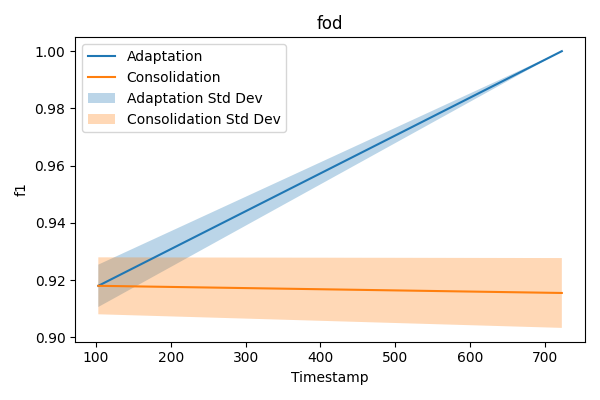 fod
Adaptation
Consolidation
Adaptation Std Dev
Consolidation Std Dev
f1
1.00
0.98
0.96
0.94
0.92
0.90
100 200 300 400 500 600 700
Timestamp